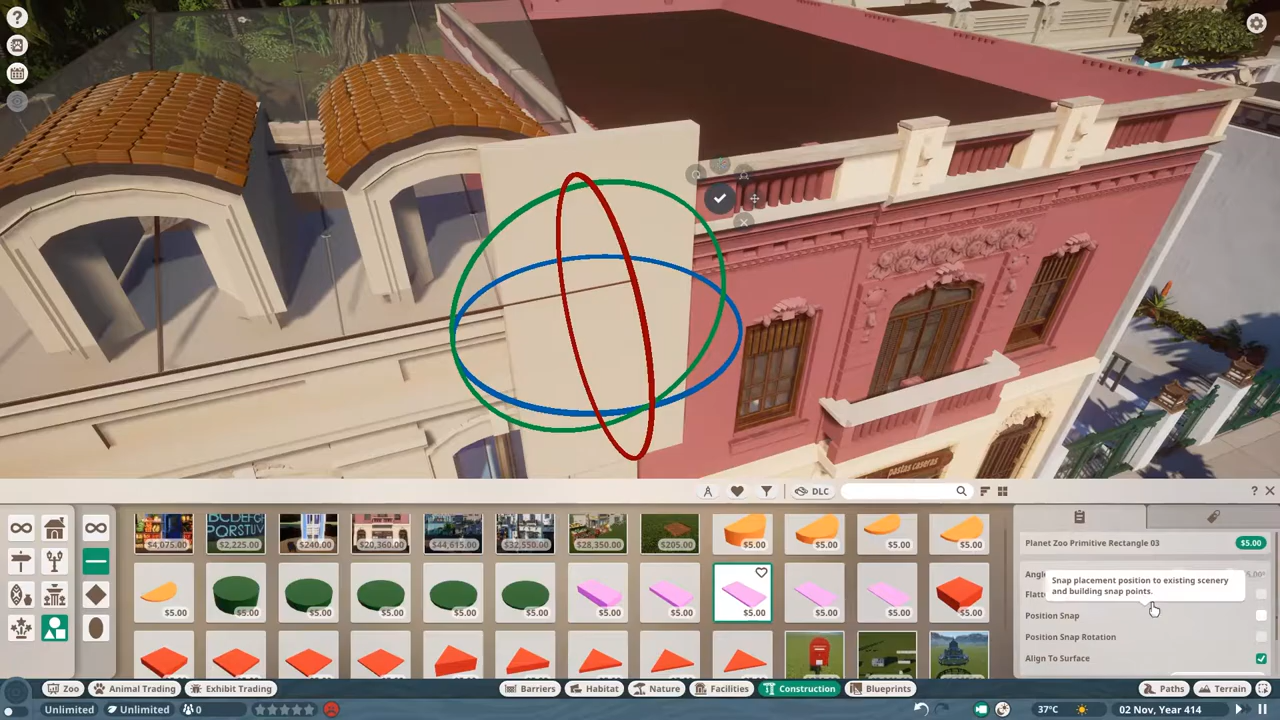 ?
pastas caseras
DLC
?
$4,075.00
$2,225.00
$240.00
$20,360.00
$44,615.00
$32,550.00
$28,350.00
$205.00
$5.00
$5.00
$5.00
$5.00
Planet Zoo Primitive Rectangle 03
$5.00
Snap placement position to existing scenery
and building snap points.
$5.00
$5.00
$5.00
$5.00
$5.00
$5.00
$5.00
$5.00
$5.00
$5.00
$5.00
$5.00
Position Snap
Position Snap Rotation
Align To Surface
Zoo
Animal Trading
Exhibit Trading
Barriers
Habitat
Nature
Facilities
Construction
Blueprints
Paths
Terrain
Unlimited
Unlimited
0
37°C
02 Nov, Year 414